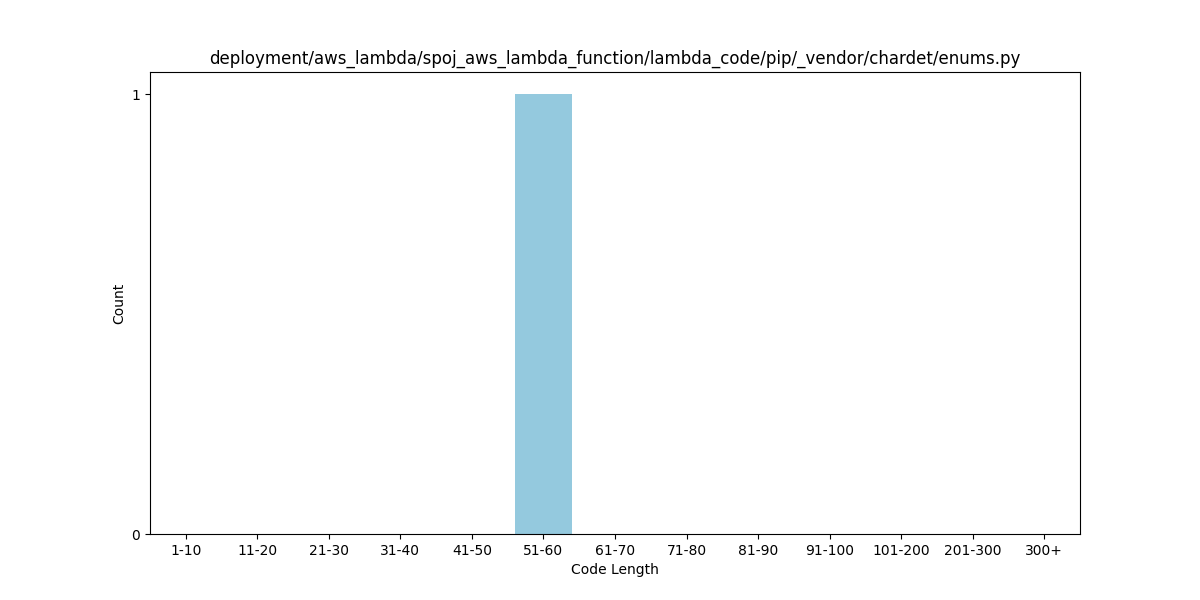 deployment/aws_lambda/spoj_aws_lambda_function/lambda_code/pip/_vendor/chardet/enums.py
1
Count
0
1-10 11-20 21-30 31-40 41-50 51-60 61-70 71-80 81-90 91-100 101-200 201-300 300+
Code Length